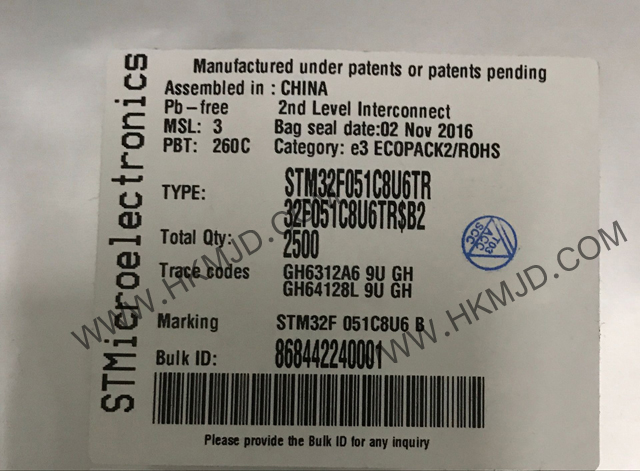 STMicroelectronics
Manufactured under patents or patents pending
Assembled in : CHINA
Pb-free 2nd Level Interconnect
MSL: 3 Bag seal date:02 Nov 2016
PBT: 260C Category: e3 ECOPACK2/ROHS
TYPE: STM32F051C8U6TR
32F051C8U6TR$B2
Total Qty: 2500
Trace codes GH6312A6 9U GH
GH64128L 9U GH
Marking STM32F 051C8U6 B
Bulk ID: 868442240001
Please provide the Bulk ID for any inquiry
WWW.HKMJD.COM
WWW.HKMJD.COM